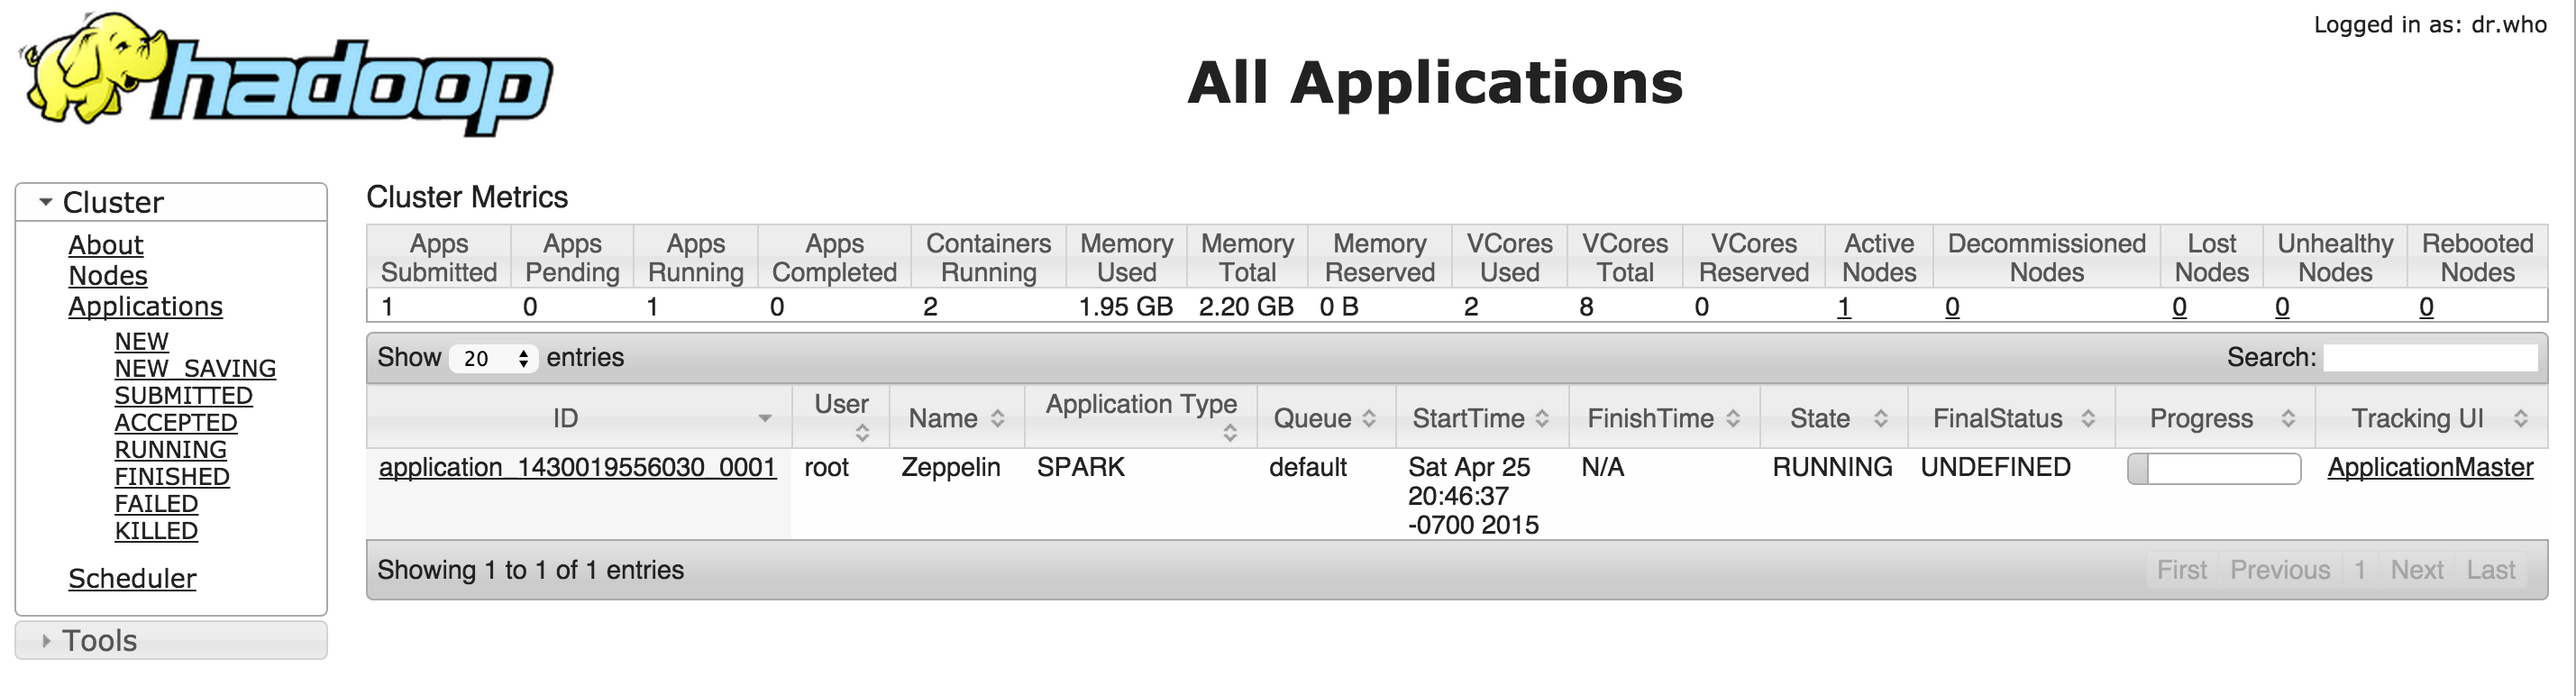 Logged in as: dr.who
hadoop
All Applications
Cluster
About
Nodes
Applications
NEW
NEW_SAVING
SUBMITTED
ACCEPTED
RUNNING
FINISHED
FAILED
KILLED
Scheduler
Tools
Cluster Metrics
Apps Submitted Apps Pending Apps Running Apps Completed Containers Running Memory Used Memory Total Memory Reserved VCores Used VCores Total VCores Reserved Active Nodes Decommissioned Nodes Lost Nodes Unhealthy Nodes Rebooted Nodes
1 0 1 0 2 1.95 GB 2.20 GB 0 B 2 8 0 1 0 0 0 0
Show 20 entries Search:
ID User Name Application Type Queue StartTime FinishTime State FinalStatus Progress Tracking UI
application_1430019556030_0001 root Zeppelin SPARK default Sat Apr 25 20:46:37 -0700 2015 N/A RUNNING UNDEFINED ApplicationMaster
Showing 1 to 1 of 1 entries First Previous 1 Next Last